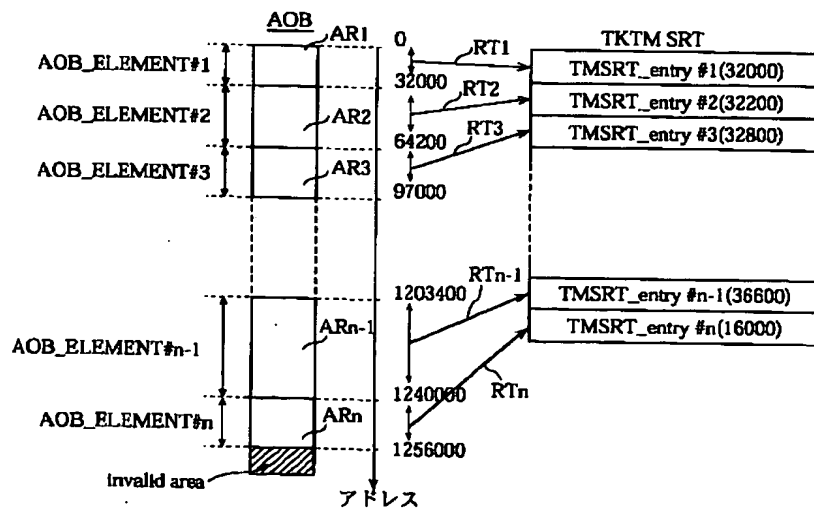 AOB
AR1
0
TKTM SRT
AOB_ELEMENT#1
RT1
TMSRT_entry #1(32000)
32000
AOB_ELEMENT#2
AR2
RT2
TMSRT_entry #2(32200)
64200
RT3
TMSRT_entry #3(32800)
AOB_ELEMENT#3
AR3
97000
1203400
RTn-1
TMSRT_entry #n-1(36600)
AOB_ELEMENT#n-1
ARn-1
TMSRT_entry #n(16000)
1240000
RTn
AOB_ELEMENT#n
ARn
1256000
invalid area
アドレス